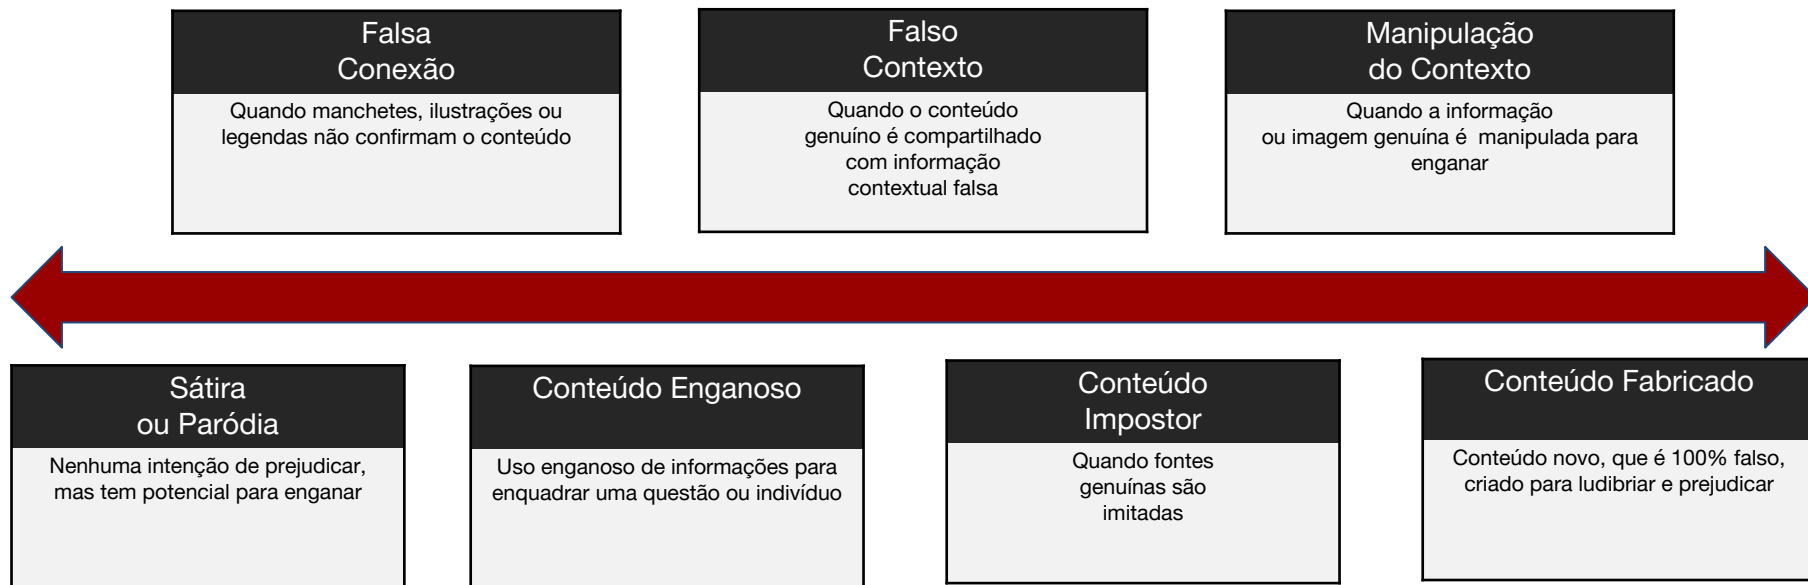 Falsa
Conexão
Quando manchetes, ilustrações ou
legendas não confirmam o conteúdo
Falso
Contexto
Quando o conteúdo
genuíno é compartilhado
com informação
contextual falsa
Manipulação
do Contexto
Quando a informação
ou imagem genuína é manipulada para
enganar
Sátira
ou Paródia
Nenhuma intenção de prejudicar,
mas tem potencial para enganar
Conteúdo Enganoso
Uso enganoso de informações para
enquadrar uma questão ou indivíduo
Conteúdo
Impostor
Quando fontes
genuínas são
imitadas
Conteúdo Fabricado
Conteúdo novo, que é 100% falso,
criado para ludibriar e prejudicar